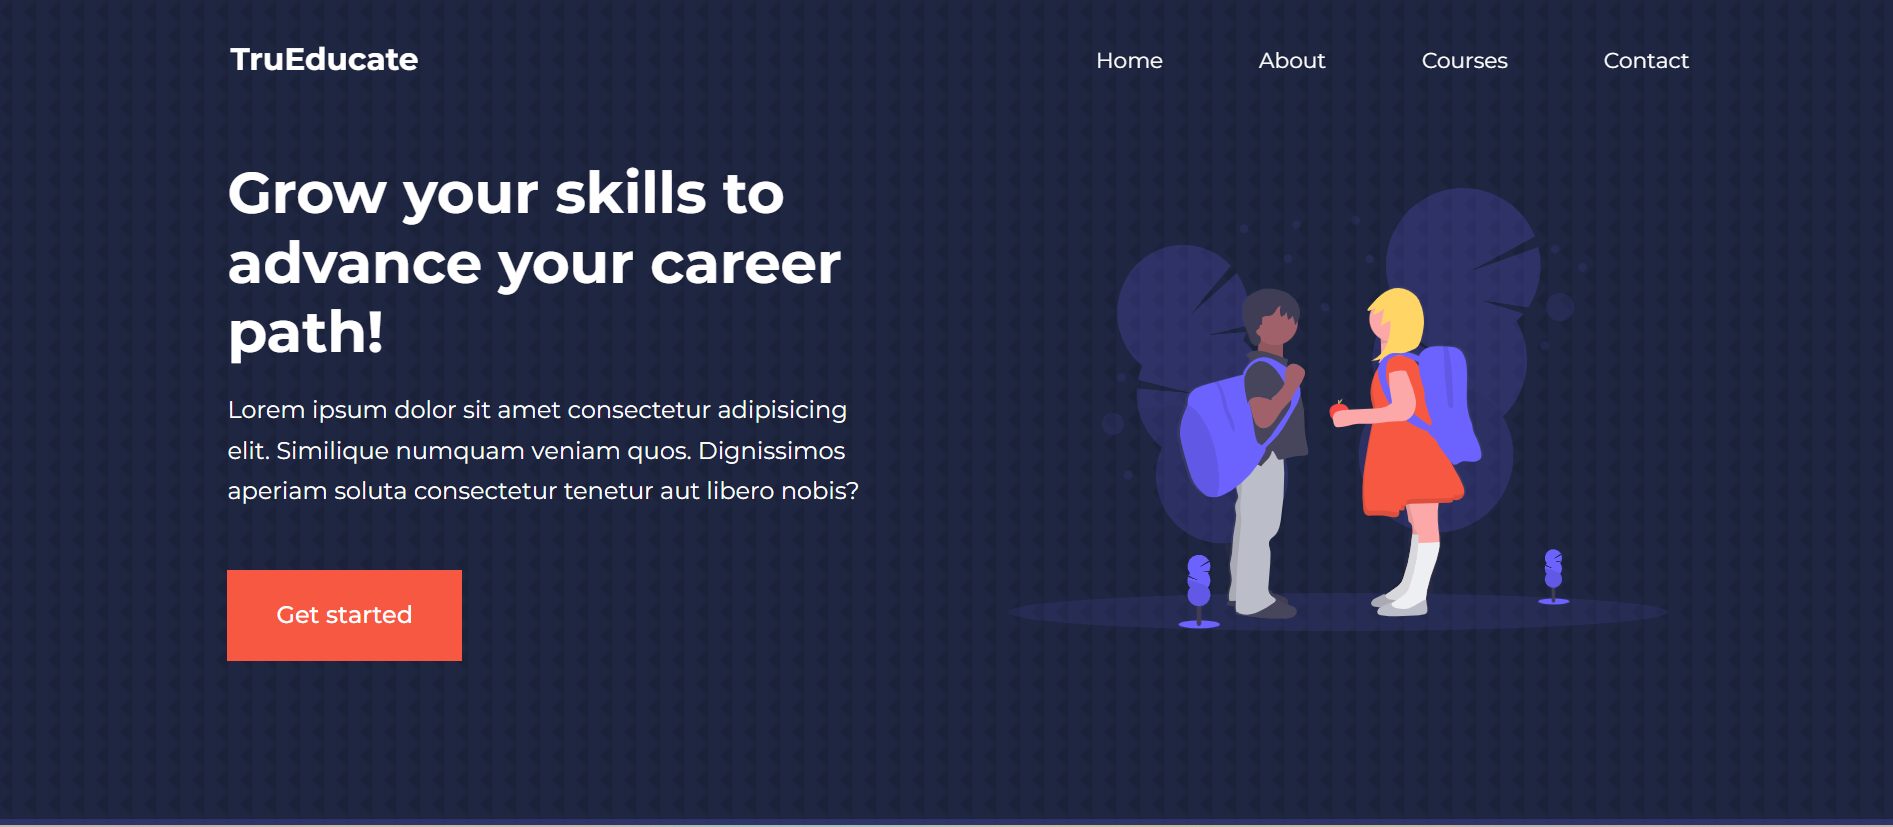 TruEducate
Home
About
Courses
Contact
Grow your skills to
advance your career
path!
Lorem ipsum dolor sit amet consectetur adipisicing
elit. Similique numquam veniam quos. Dignissimos
aperiam soluta consectetur tenetur aut libero nobis?
Get started